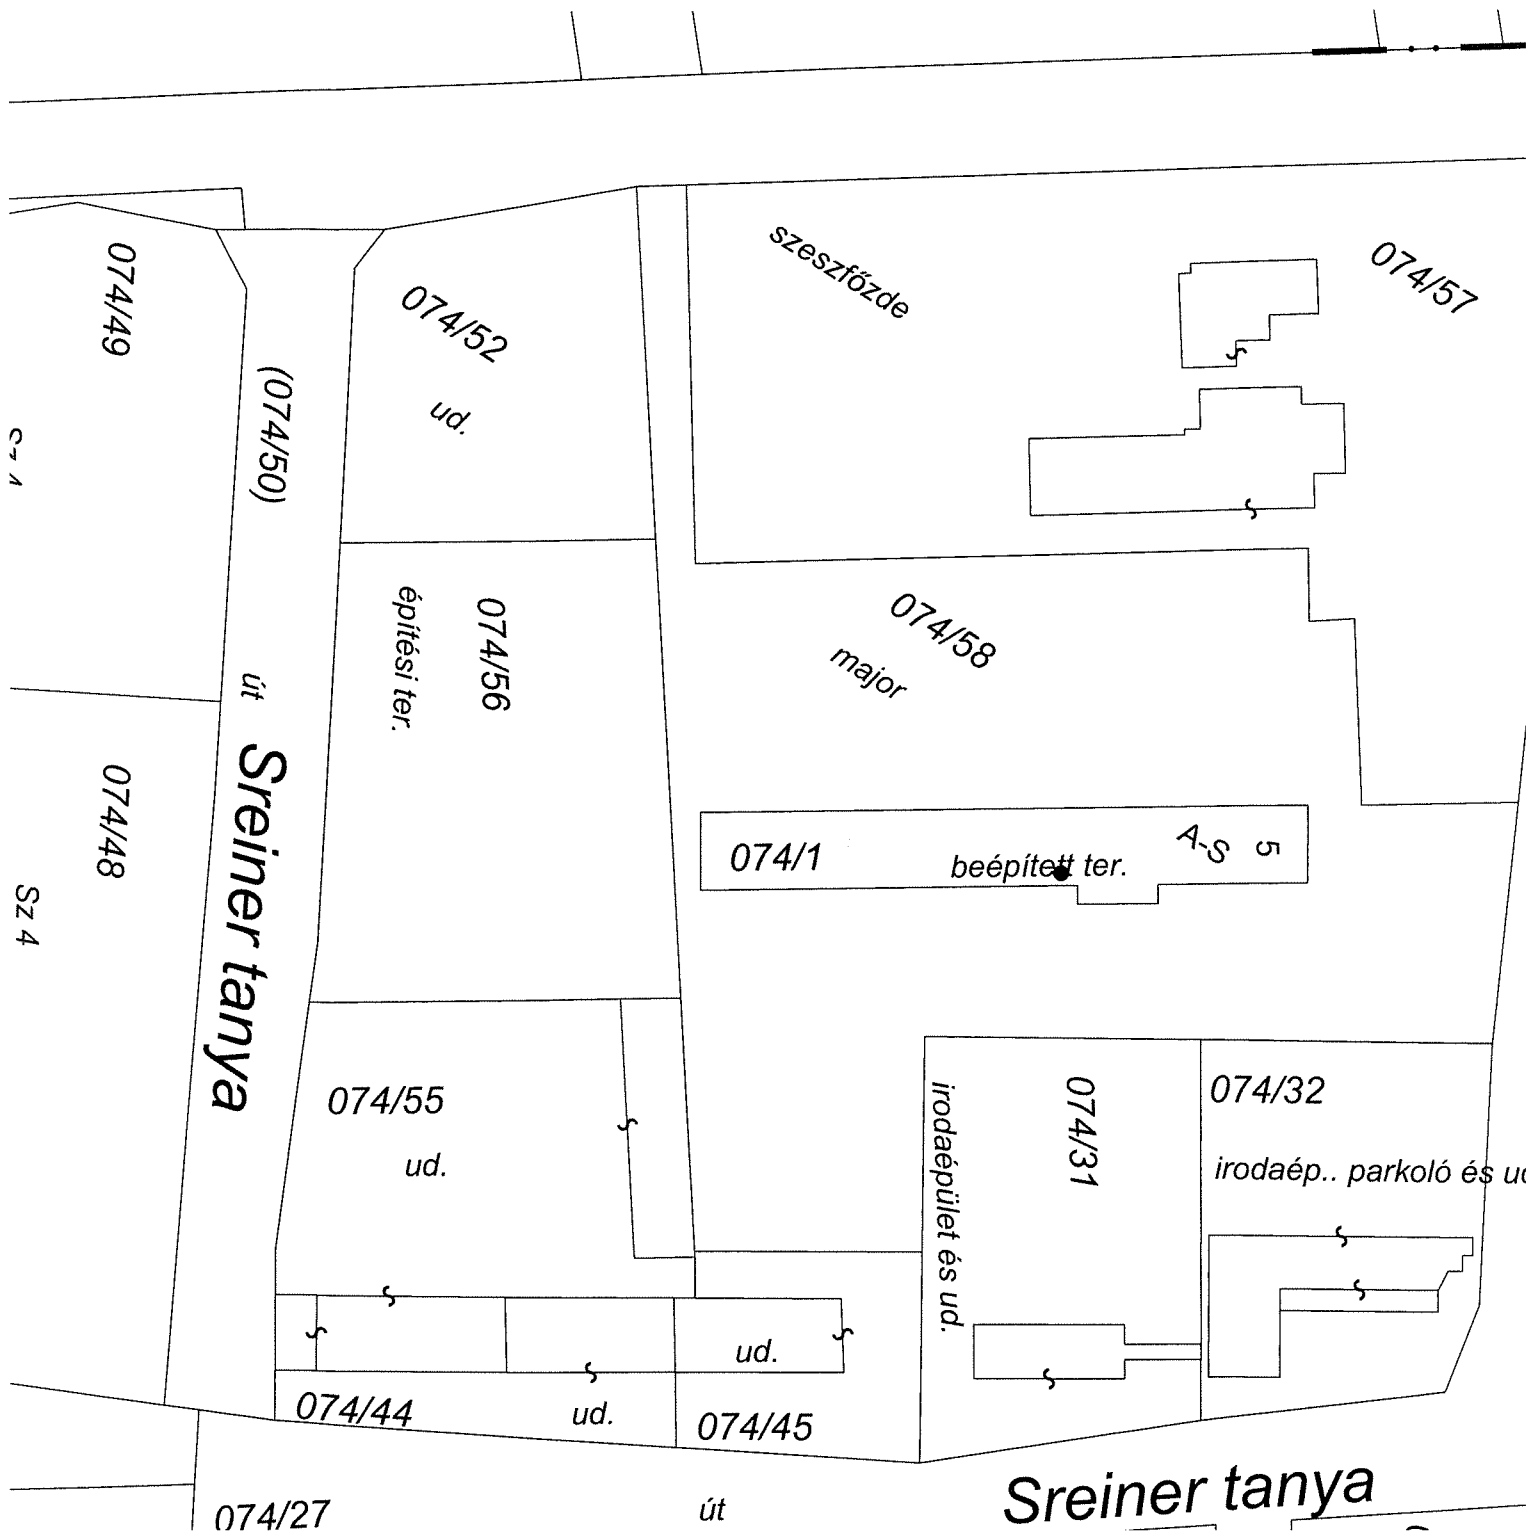 szeszfőzde
074/57
074/49
074/52
ud.
(074/50)
074/58
major
074/56
építési ter.
út
Sreiner tanya
074/48
Sz 4
074/1
beépített ter.
A-S
5
074/55
ud.
074/31
irodaépület és ud.
074/32
irodaép.. parkoló és
ud.
074/44
ud.
074/45
074/27
út
Sreiner tanya